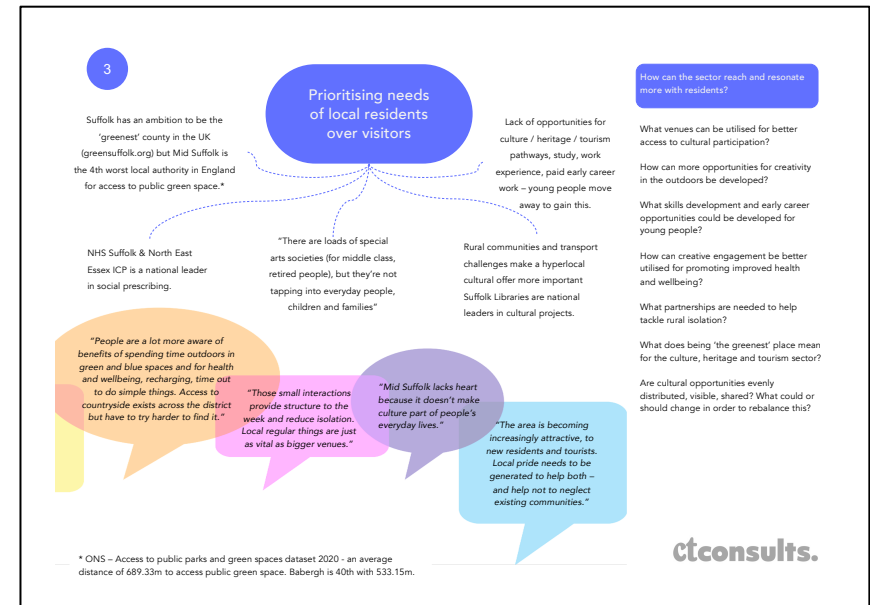 3
Prioritising needs
of local residents
over visitors
Suffolk has an ambition to be the
‘greenest’ county in the UK
(greensuffolk.org) but Mid Suffolk is
the 4th worst local authority in England
for access to public green space.*
Lack of opportunities for
culture / heritage / tourism
pathways, study, work
experience, paid early career
work – young people move
away to gain this.
NHS Suffolk & North East
Essex ICP is a national leader
in social prescribing.
“There are loads of special
arts societies (for middle class,
retired people), but they’re not
tapping into everyday people,
children and families”
Rural communities and transport
challenges make a hyperlocal
cultural offer more important
Suffolk Libraries are national
leaders in cultural projects.
“People are a lot more aware of
benefits of spending time outdoors in
green and blue spaces and for health
and wellbeing, recharging, time out
to do simple things. Access to
countryside exists across the district
but have to try harder to find it.”
“Those small interactions
provide structure to the
week and reduce isolation.
Local regular things are just
as vital as bigger venues.”
“Mid Suffolk lacks heart
because it doesn’t make
culture part of people’s
everyday lives.”
“The area is becoming
increasingly attractive, to
new residents and tourists.
Local pride needs to be
generated to help both –
and help not to neglect
existing communities.”
* ONS – Access to public parks and green spaces dataset 2020 - an average
distance of 689.33m to access public green space. Babergh is 40th with 533.15m.
How can the sector reach and resonate
more with residents?
What venues can be utilised for better
access to cultural participation?
How can more opportunities for creativity
in the outdoors be developed?
What skills development and early career
opportunities could be developed for
young people?
How can creative engagement be better
utilised for promoting improved health
and wellbeing?
What partnerships are needed to help
tackle rural isolation?
What does being ‘the greenest’ place mean
for the culture, heritage and tourism sector?
Are cultural opportunities evenly
distributed, visible, shared? What could or
should change in order to rebalance this?
ctconsults.